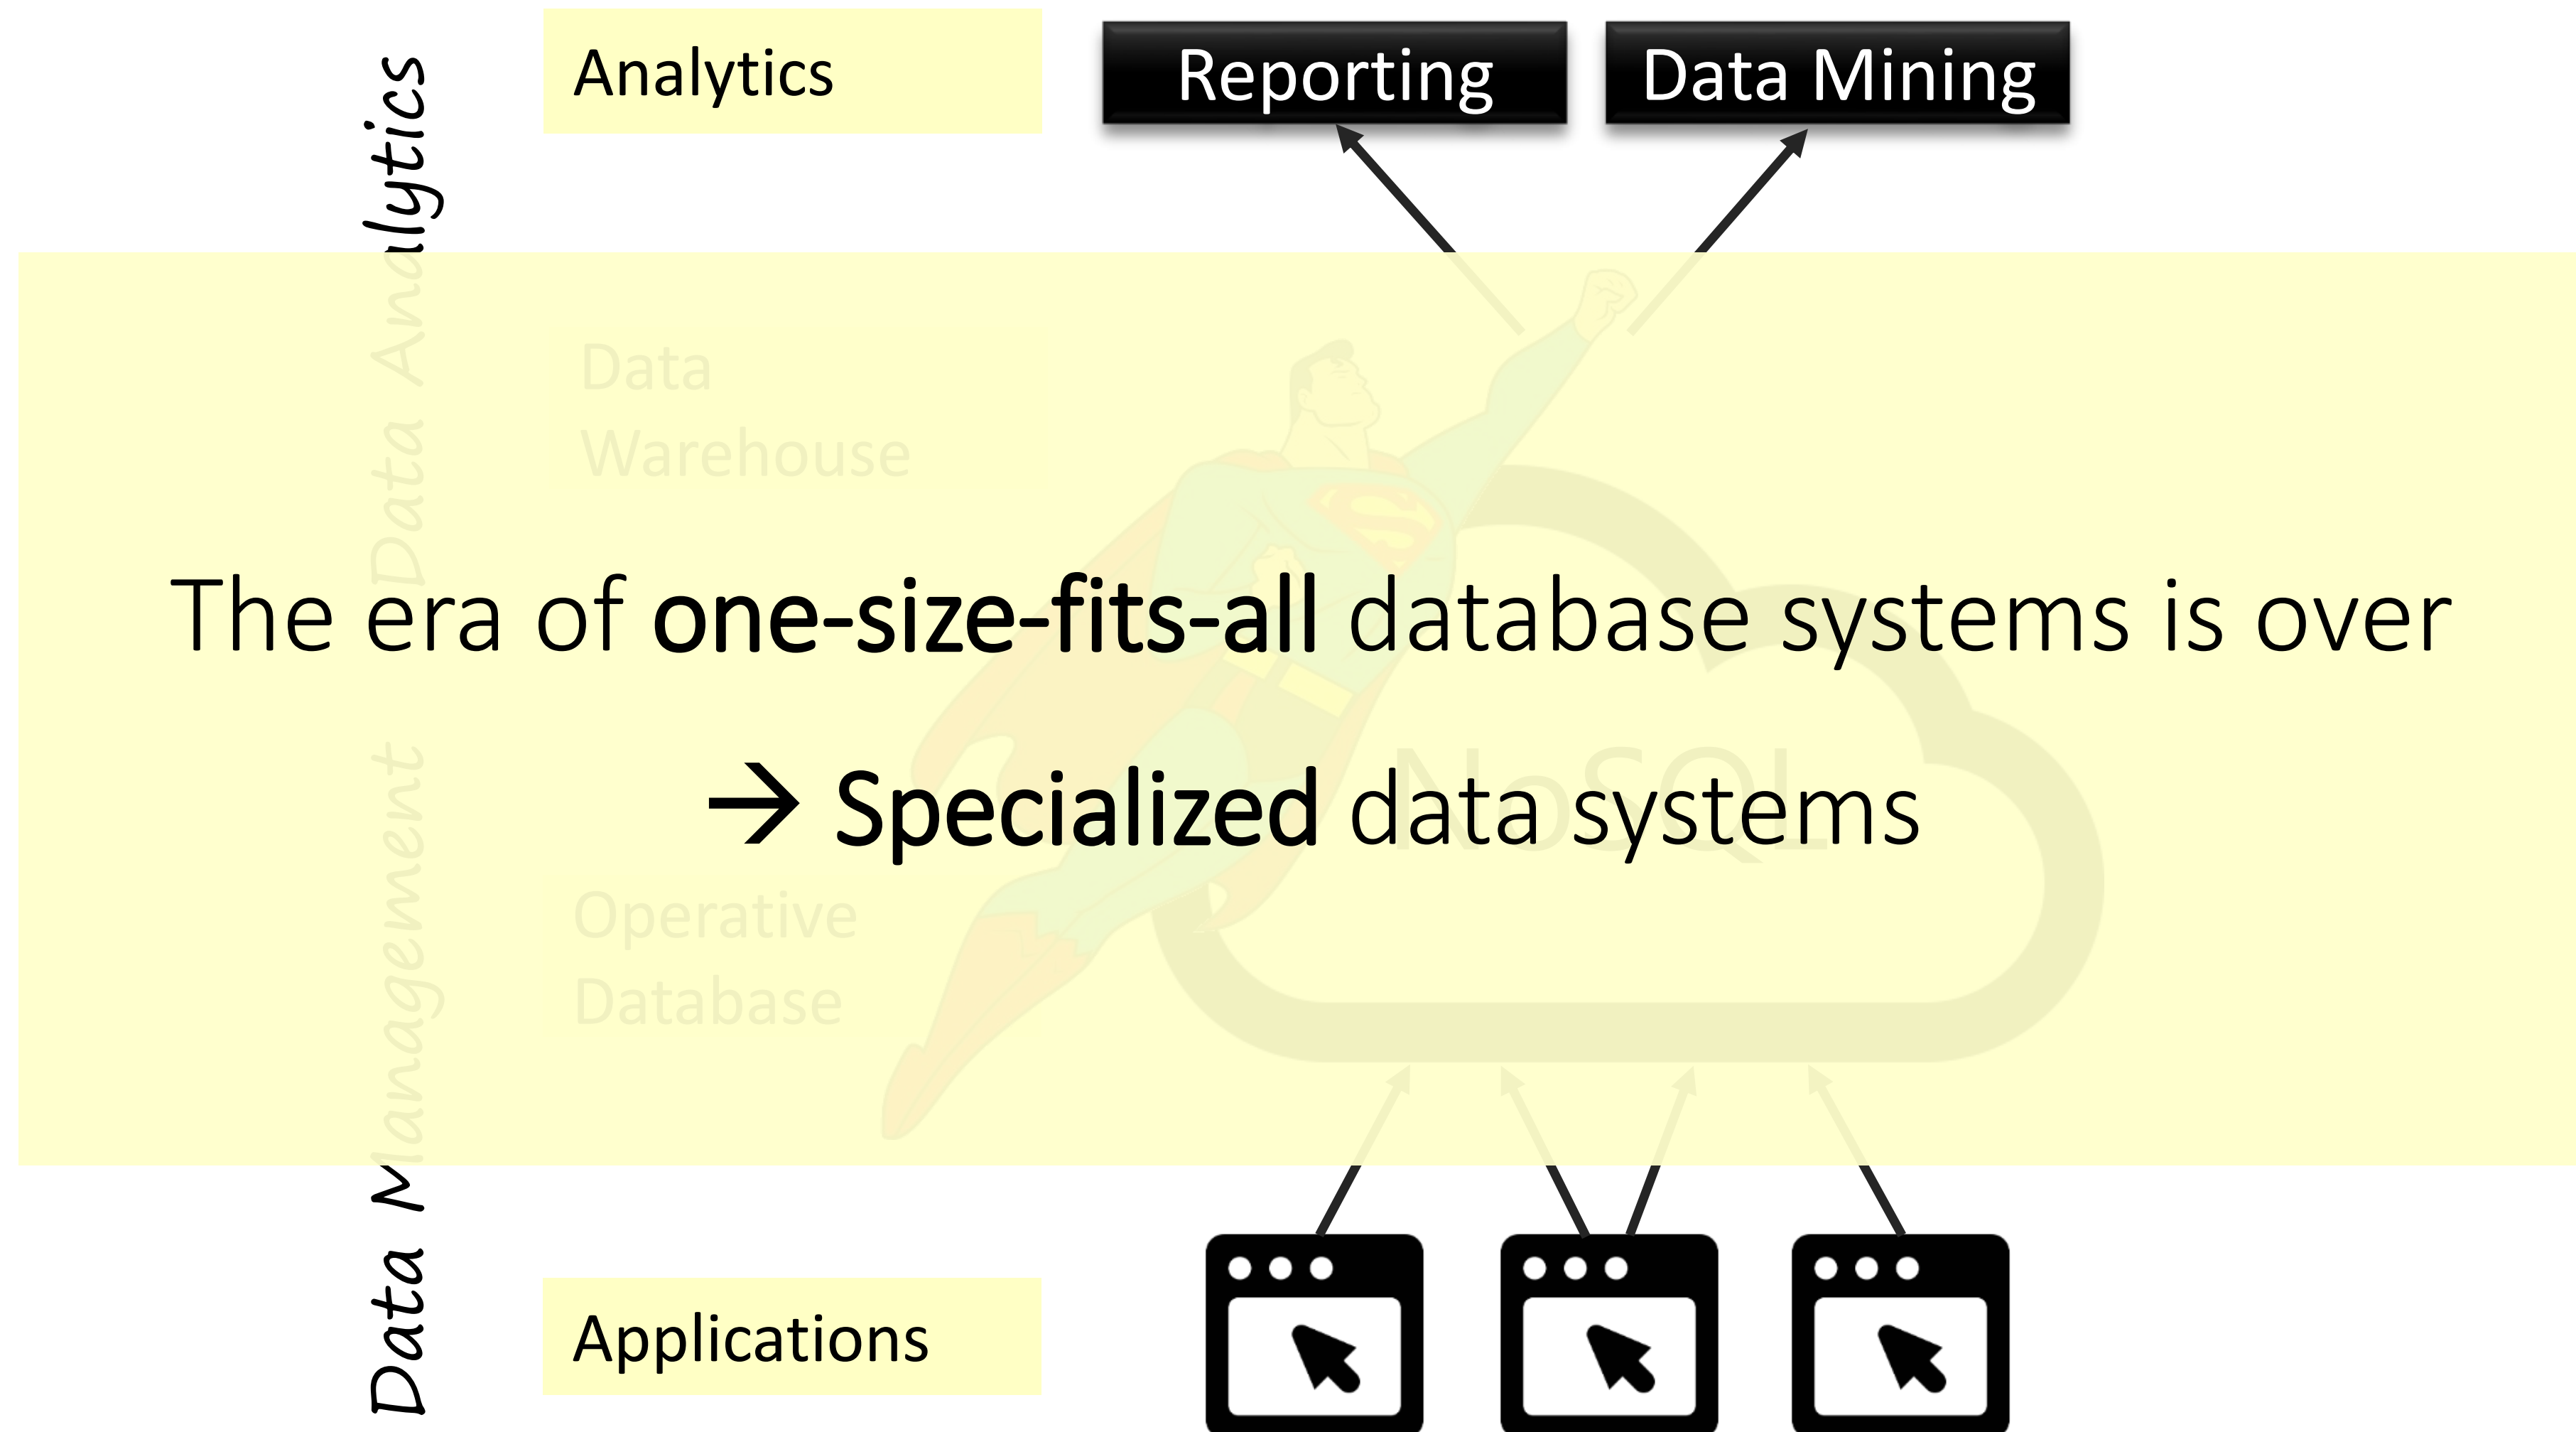 Analytics
Reporting
Data Mining
Data Analytics
Data
Warehouse
The era of one-size-fits-all database systems is over
→ Specialized data systems
NoSQL
Data Management
Operative
Database
Applications